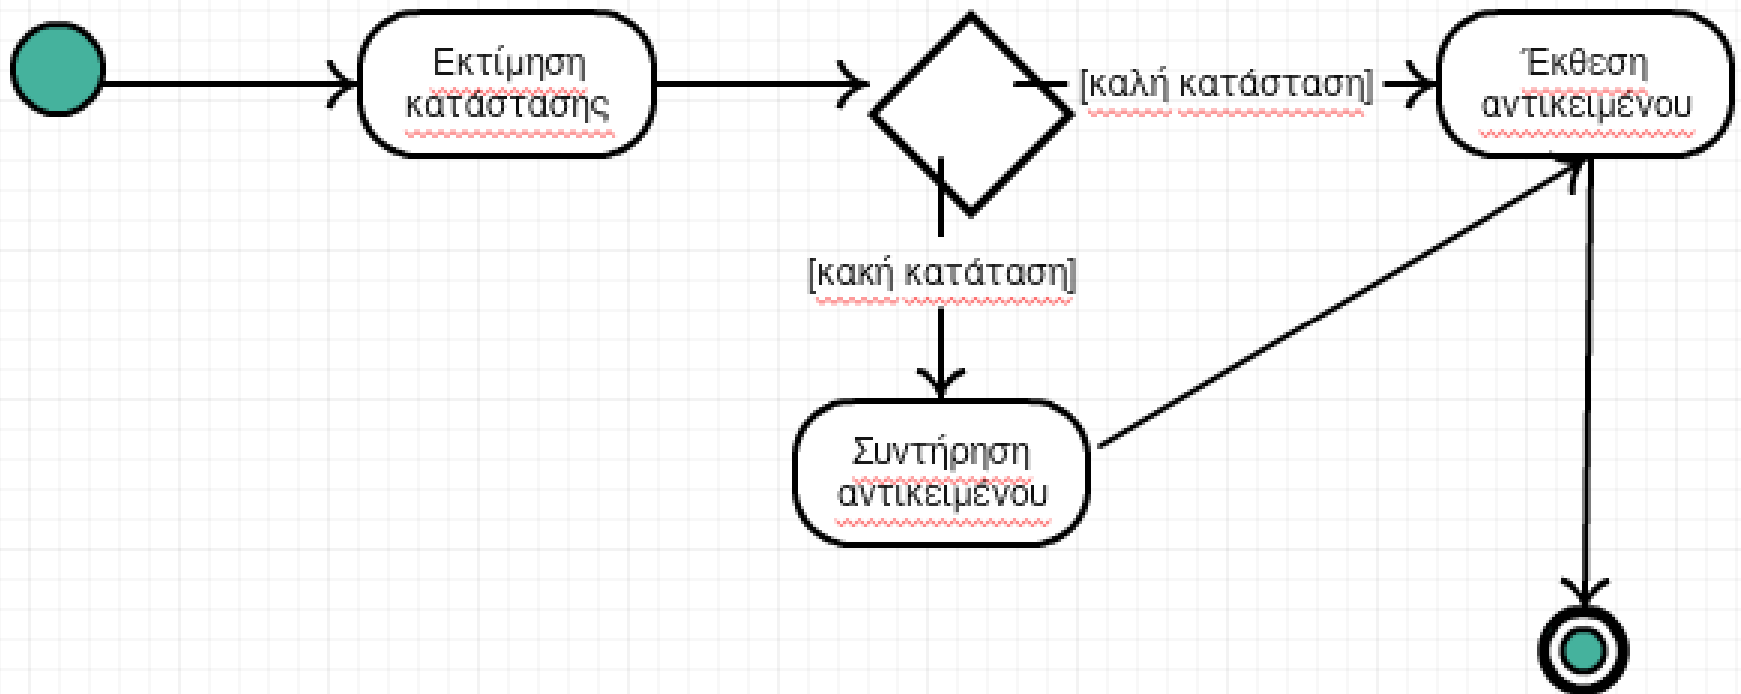 Εκτίμηση
κατάστασης
[καλή κατάσταση]
Έκθεση
αντικειμένου
[κακή κατάταση]
Συντήρηση
αντικειμένου